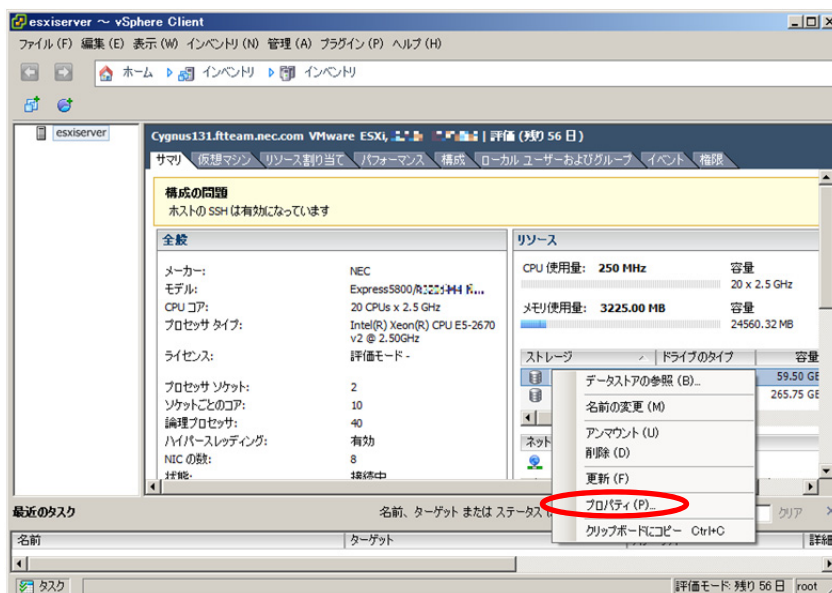 esxiserver ～ vSphere Client
ファイル (F) 編集 (E) 表示 (W) インベントリ (N) 管理 (A) プラグイン (P) ヘルプ (H)
ホーム インベントリ インベントリ
esxiserver
Cygnus131.ftteam.nec.com VMware ESXi, | 評価 (残り 56 日)
サマリ 仮想マシン リソース割り当て パフォーマンス 構成 ローカル ユーザーおよびグループ イベント 権限
構成の問題
ホストの SSH は有効になっています
全般
メーカー: NEC
モデル: Express5800/
CPU コア: 20 CPUs x 2.5 GHz
プロセッサ タイプ: Intel(R) Xeon(R) CPU E5-2670
v2 @ 2.50GHz
ライセンス: 評価モード -
プロセッサ ソケット: 2
ソケットごとのコア: 10
論理プロセッサ: 40
ハイパースレッディング: 有効
NIC の数: 8
状態: 接続中
リソース
CPU 使用量: 250 MHz 容量
20 x 2.5 GHz
メモリ使用量: 3225.00 MB 容量
24560.32 MB
ストレージ ドライブのタイプ 容量
59.50 GB
265.75 GB
ネット
データストアの参照 (B)...
名前の変更 (M)
アンマウント (U)
削除 (D)
更新 (F)
プロパティ (P)...
クリップボードにコピー Ctrl+C
最近のタスク 名前、ターゲット または ステータス クリア
名前 ターゲット 詳細
タスク 評価モード: 残り 56 日 root